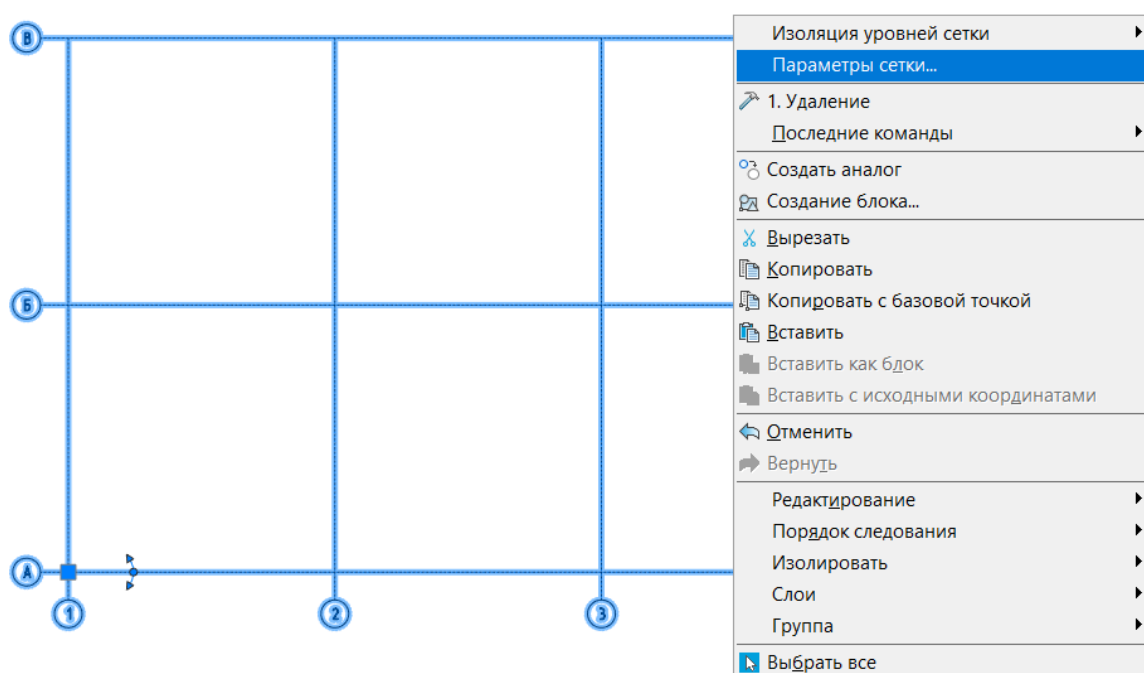 В
Б
А
1
2
3
Изоляция уровней сетки
Параметры сетки...
1. Удаление
Последние команды
Создать аналог
Создание блока...
Вырезать
Копировать
Копировать с базовой точкой
Вставить
Вставить как блок
Вставить с исходными координатами
Отменить
Вернуть
Редактирование
Порядок следования
Изолировать
Слои
Группа
Выбрать все